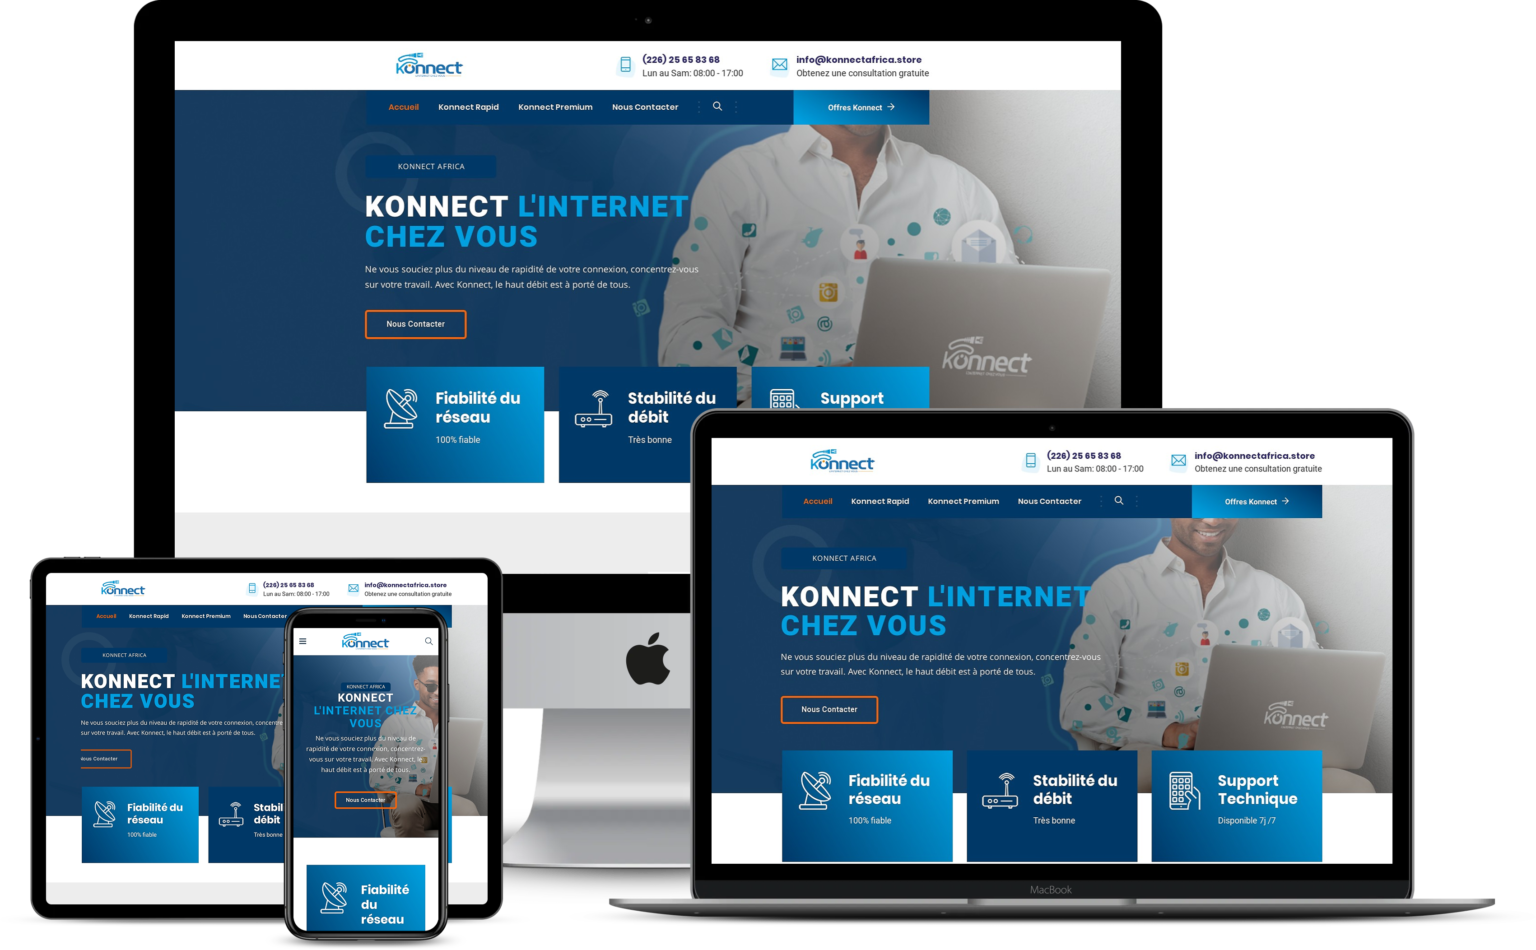 Konnect
(226) 25 65 83 68
Lun au Sam: 08:00 - 17:00
info@konnectafrica.store
Obtenez une consultation gratuite
Accueil
Konnect Rapid
Konnect Premium
Nous Contacter
Offres Konnect
KONNECT AFRICA
KONNECT L'INTERNET
CHEZ VOUS
Ne vous souciez plus du niveau de rapidité de votre connexion, concentrez-vous
sur votre travail. Avec Konnect, le haut débit est à porté de tous.
Nous Contacter
Konnect
Fiabilité du
réseau
100% fiable
Stabilité du
débit
Très bonne
Support
Konnect
(226) 25 65 83 68
Lun au Sam: 08:00 - 17:00
info@konnectafrica.store
Obtenez une consultation gratuite
Accueil
Konnect Rapid
Konnect Premium
Nous Contacter
Offres Konnect
KONNECT AFRICA
KONNECT L'INTERNET
CHEZ VOUS
Ne vous souciez plus du niveau de rapidité de votre connexion, concentrez-vous
sur votre travail. Avec Konnect, le haut débit est à porté de tous.
Nous Contacter
Konnect
Fiabilité du
réseau
100% fiable
Stabilité du
débit
Très bonne
Support
Technique
Disponible 7j /7
MacBook
Konnect
(226) 25 65 83 68
Lun au Sam: 08:00 - 17:00
info@konnectafrica.store
Obtenez une consultation gratuite
Accueil
Konnect Rapid
Konnect Premium
Nous Contacter
KONNECT AFRICA
KONNECT L'INTERNE
CHEZ VOUS
Ne vous souciez plus du niveau de rapidité de votre connexion, concentre
sur votre travail. Avec Konnect, le haut débit est à porté de tous.
Nous Contacter
Fiabilité du
réseau
100% fiable
Stabil
débit
Très bonne
Konnect
KONNECT AFRICA
KONNECT
L'INTERNET CHEZ
VOUS
Ne vous souciez plus du niveau de
rapidité de votre connexion, concentrez-
vous sur votre travail. Avec Konnect, le
haut débit est à porté de tous.
Nous Contacter
Fiabilité
du
réseau